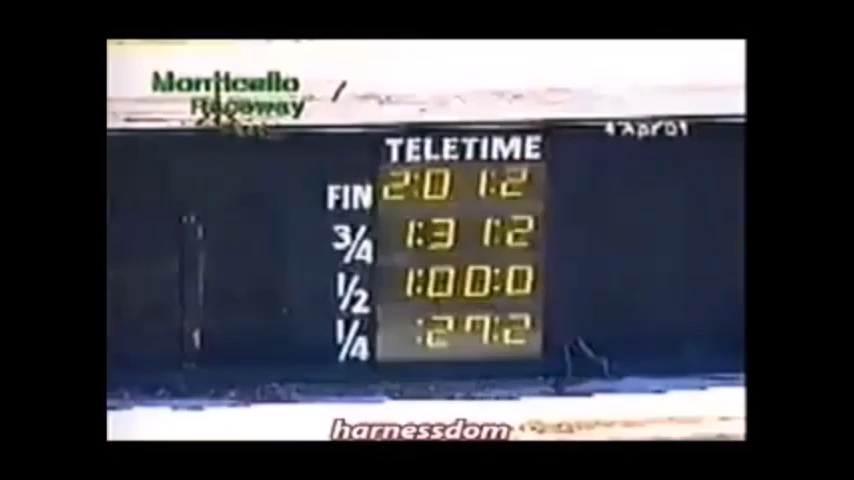 Monticello
Raceway
TELETIME
FIN 2:0 1:2
3/4 1:3 1:2
1/2 1:00:0
1/4 :27:2
harnessdom